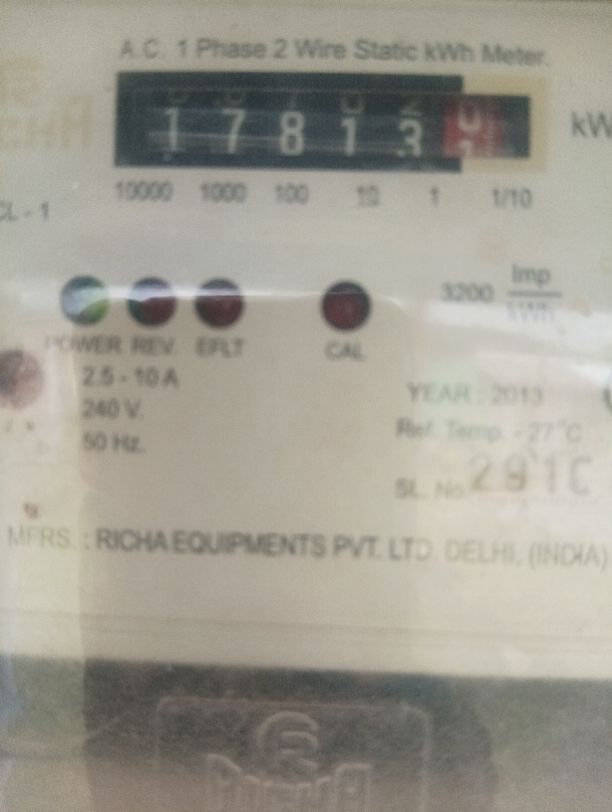 A.C. 1 Phase 2 Wire Static kWh Meter.
1 7 8 1 3
kW
10000 1000 100 10 1 1/10
CL - 1
3200 Imp
kWh
POWER REV. EFLT CAL
2.5 - 10 A
240 V.
50 Hz.
YEAR : 2013
Ref. Temp. - 27°C
SL. No.
MFRS. : RICHA EQUIPMENTS PVT. LTD. DELHI, (INDIA)
RICHA